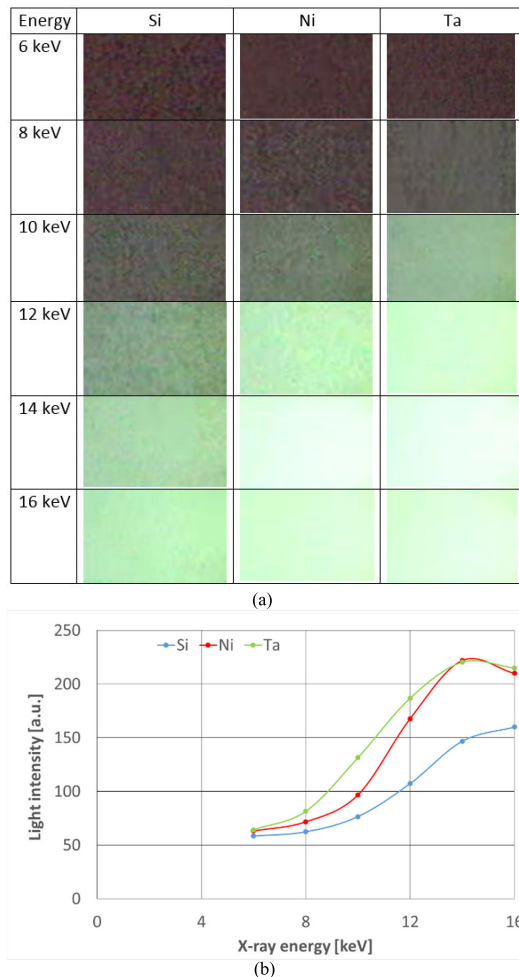 Energy Si Ni Ta
6 keV
8 keV
10 keV
12 keV
14 keV
16 keV
(a)
250
Si Ni Ta
200
150
100
50
0
0 4 8 12 16
Light intensity [a.u.]
X-ray energy [keV]
(b)